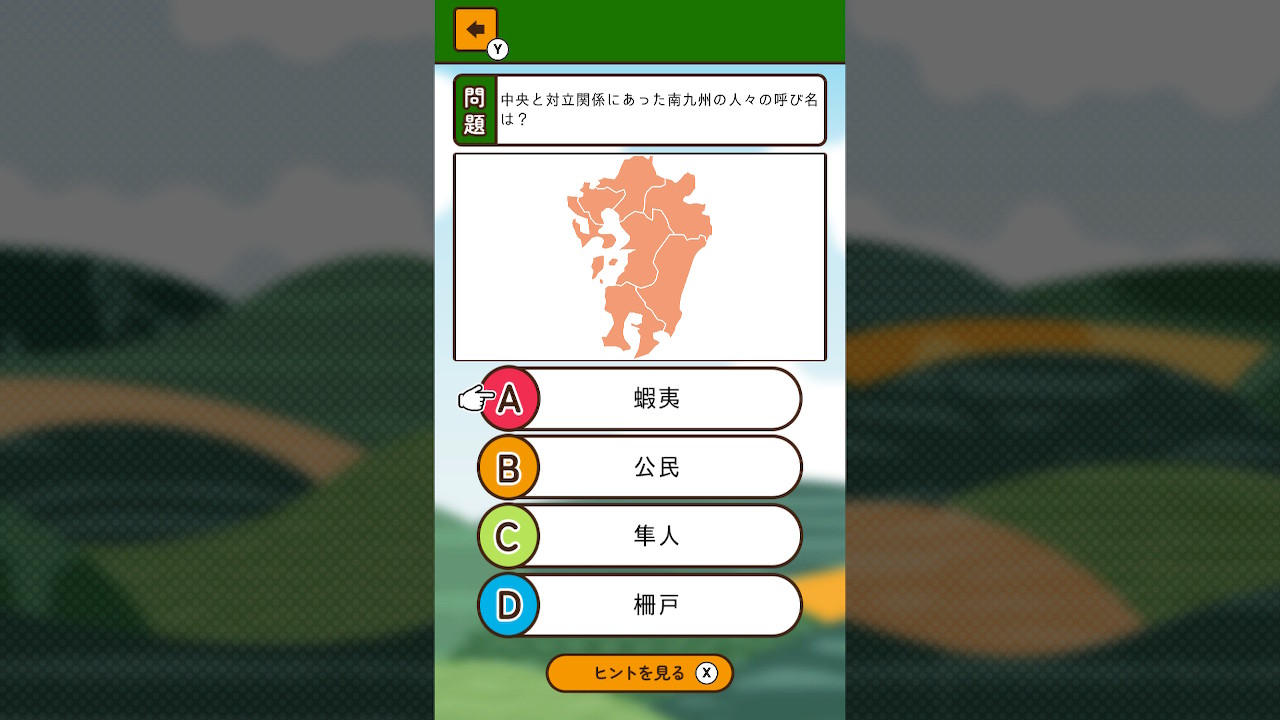 Y
問題
中央と対立関係にあった南九州の人々の呼び名
は?
A 蝦夷
B 公民
C 隼人
D 柵戸
ヒントを見る X